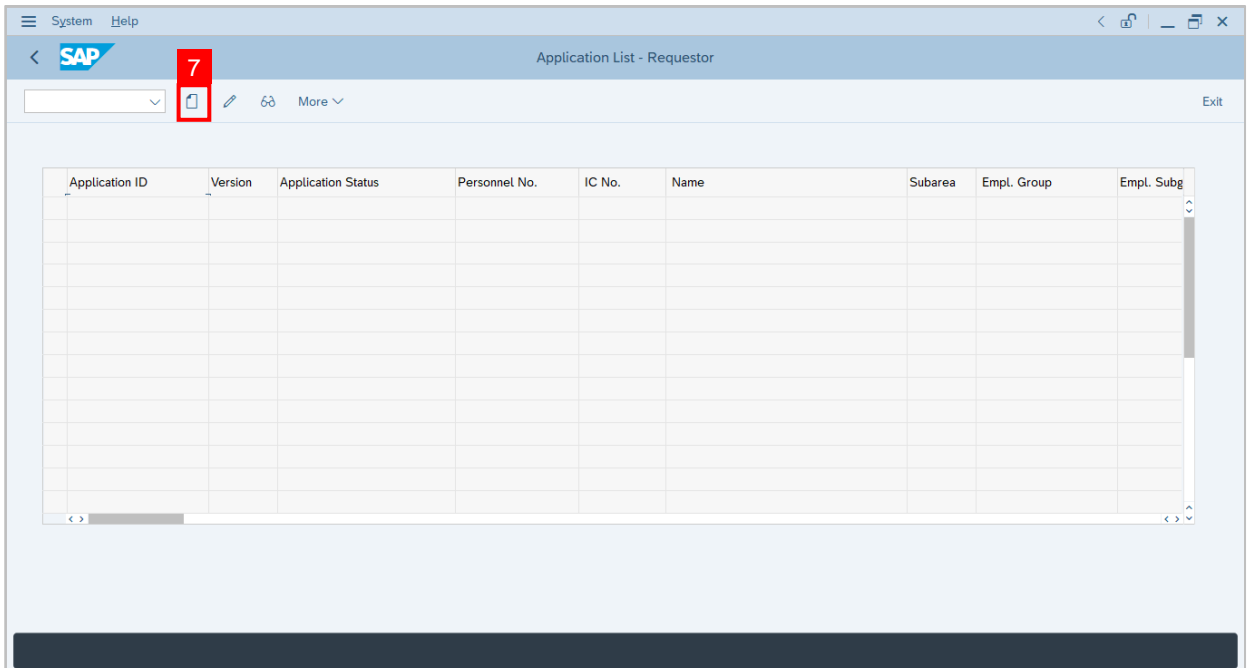 System Help
SAP
Application List - Requestor
7
More
Exit
Application ID Version Application Status Personnel No. IC No. Name Subarea Empl. Group Empl. Subg